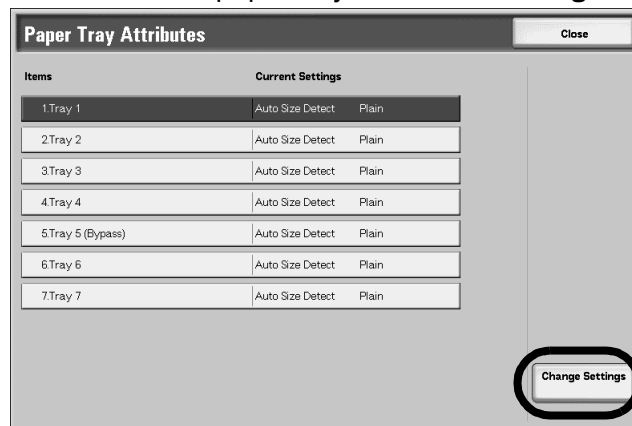 Paper Tray Attributes Close
Items Current Settings
1.Tray 1 Auto Size Detect Plain
2.Tray 2 Auto Size Detect Plain
3.Tray 3 Auto Size Detect Plain
4.Tray 4 Auto Size Detect Plain
5.Tray 5 (Bypass) Auto Size Detect Plain
6.Tray 6 Auto Size Detect Plain
7.Tray 7 Auto Size Detect Plain
Change Settings